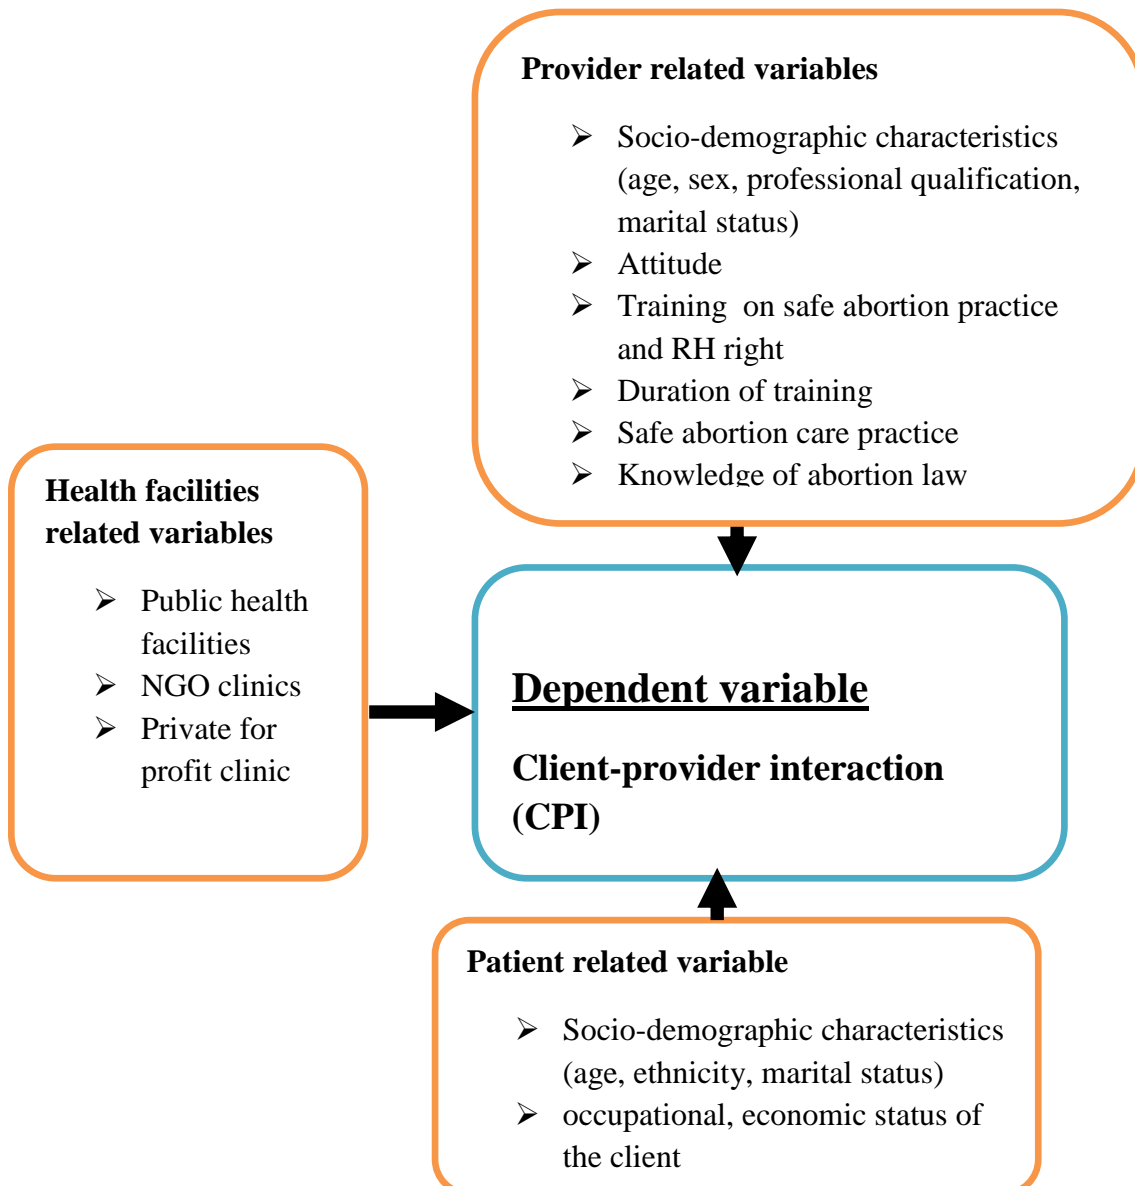 Provider related variables
➢ Socio-demographic characteristics
(age, sex, professional qualification,
marital status)
➢ Attitude
➢ Training  on safe abortion practice
and RH right
➢ Duration of training
➢ Safe abortion care practice
➢ Knowledge of abortion law
Health facilities
related variables
➢ Public health
facilities
➢ NGO clinics
➢ Private for
profit clinic
Dependent variable
Client-provider interaction
(CPI)
Patient related variable
➢ Socio-demographic characteristics
(age, ethnicity, marital status)
➢ occupational, economic status of
the client